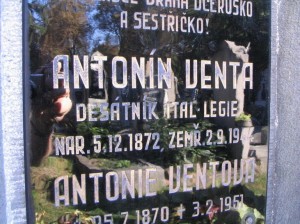 DRAHÁ DCERUŠKO
A SESTŘIČKO!
ANTONÍN VENTA
DESÁTNÍK ITAL. LEGIE
NAR. 5.12.1872, ZEMŘ. 2.9.19
ANTONIE VENTOVÁ
25.7.1870 ✝ 3.2.1951